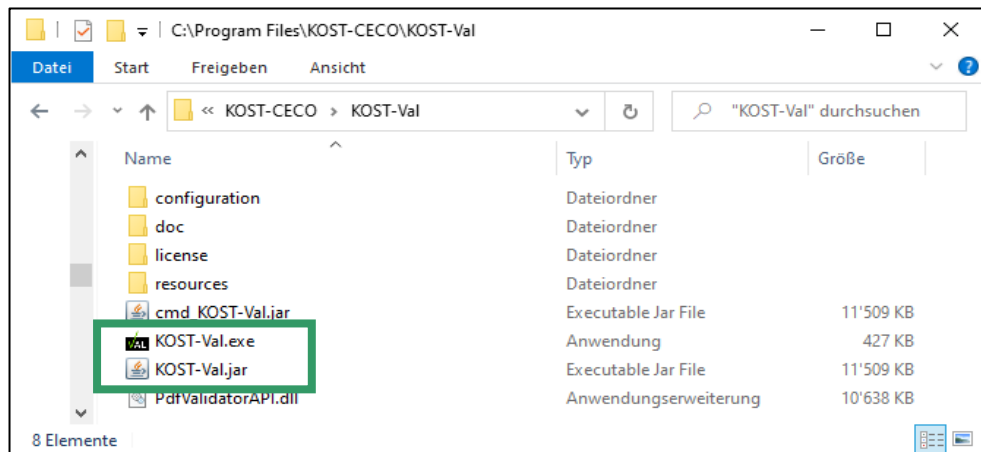 C:\Program Files\KOST-CECO\KOST-Val
Datei Start Freigeben Ansicht ?
« KOST-CECO > KOST-Val "KOST-Val" durchsuchen
Name Typ Größe
configuration Dateiordner
doc Dateiordner
license Dateiordner
resources Dateiordner
cmd_KOST-Val.jar Executable Jar File 11'509 KB
VAL KOST-Val.exe Anwendung 427 KB
KOST-Val.jar Executable Jar File 11'509 KB
PdfValidatorAPI.dll Anwendungserweiterung 10'638 KB
8 Elemente